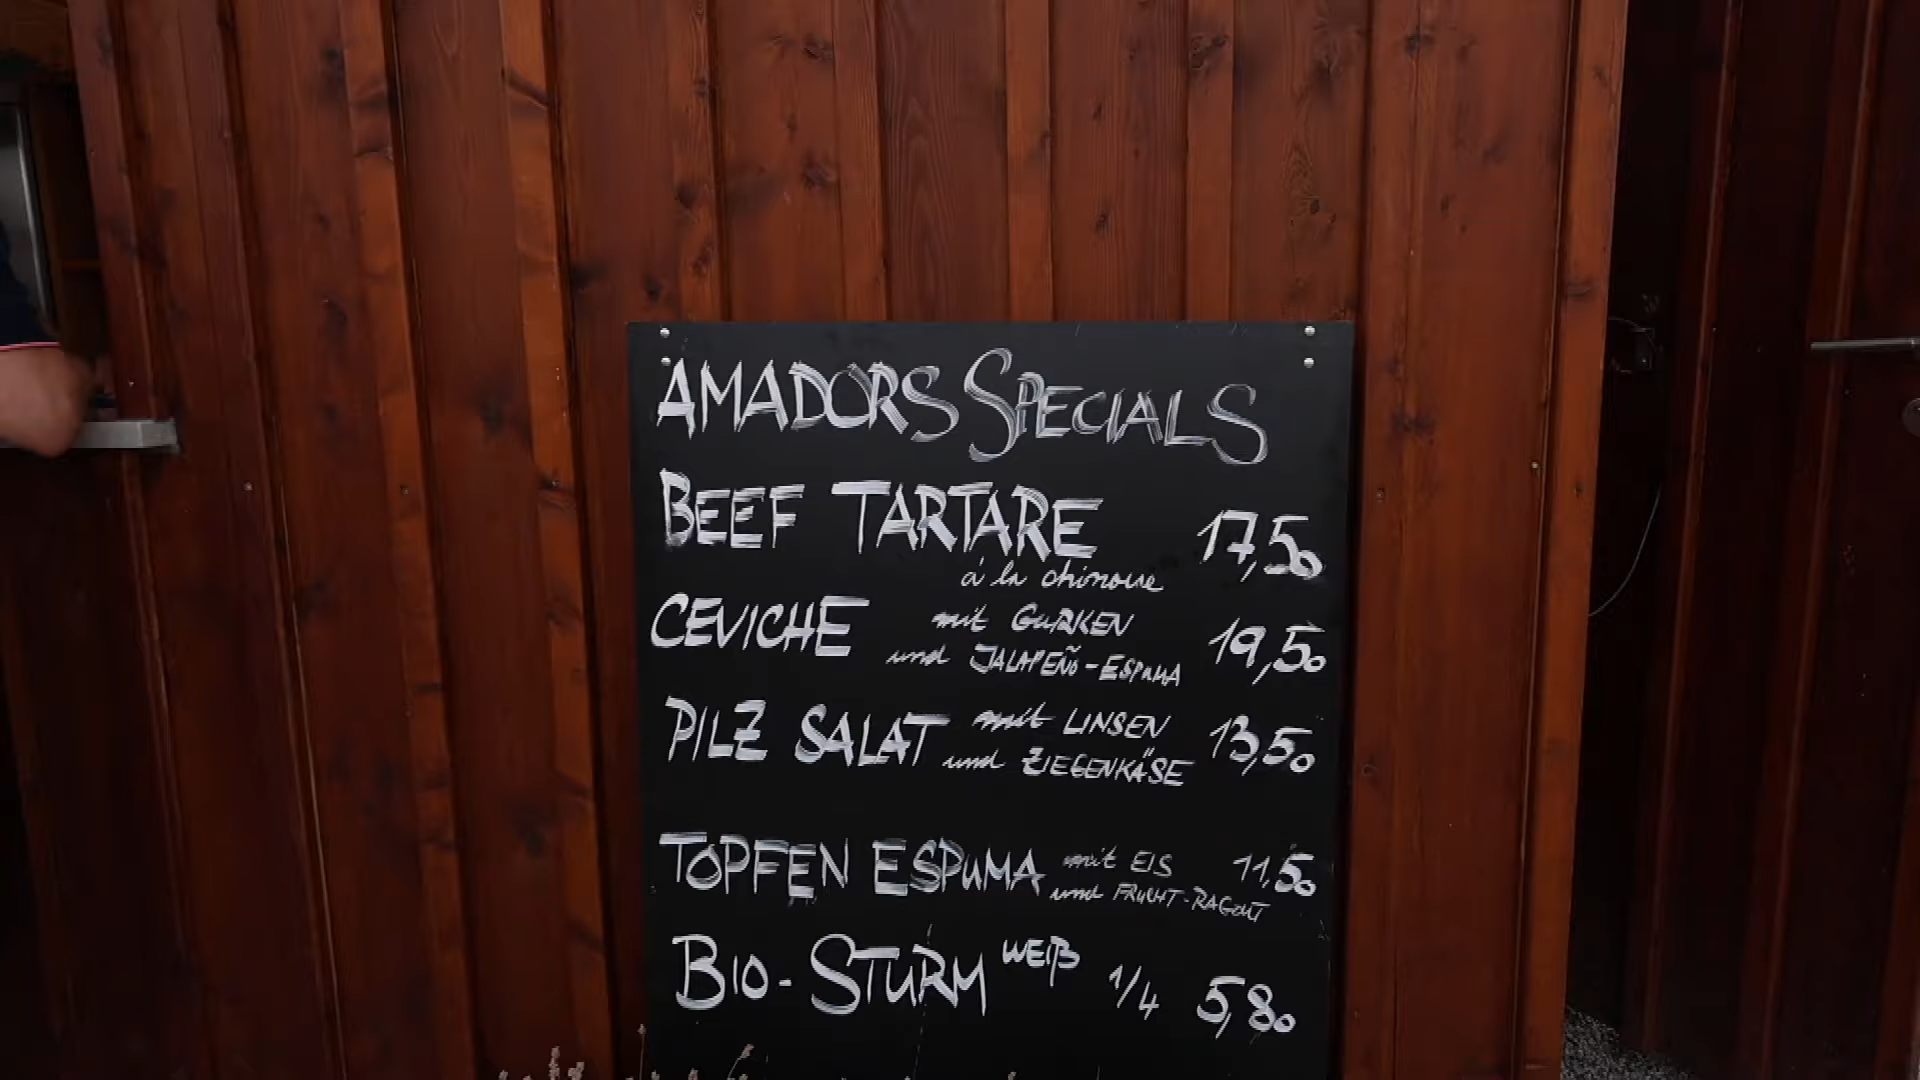 AMADORS SPECIALS
BEEF TARTARE 17,50
á la chinoise
CEVICHE mit GURKEN 19,50
und JALAPEÑO-ESPUMA
PILZ SALAT mit LINSEN 13,50
und ZIEGENKÄSE
TOPFEN ESPUMA mit EIS 11,50
und FRUCHT-RAGOUT
BIO-STURM WEIß 1/4 5,80